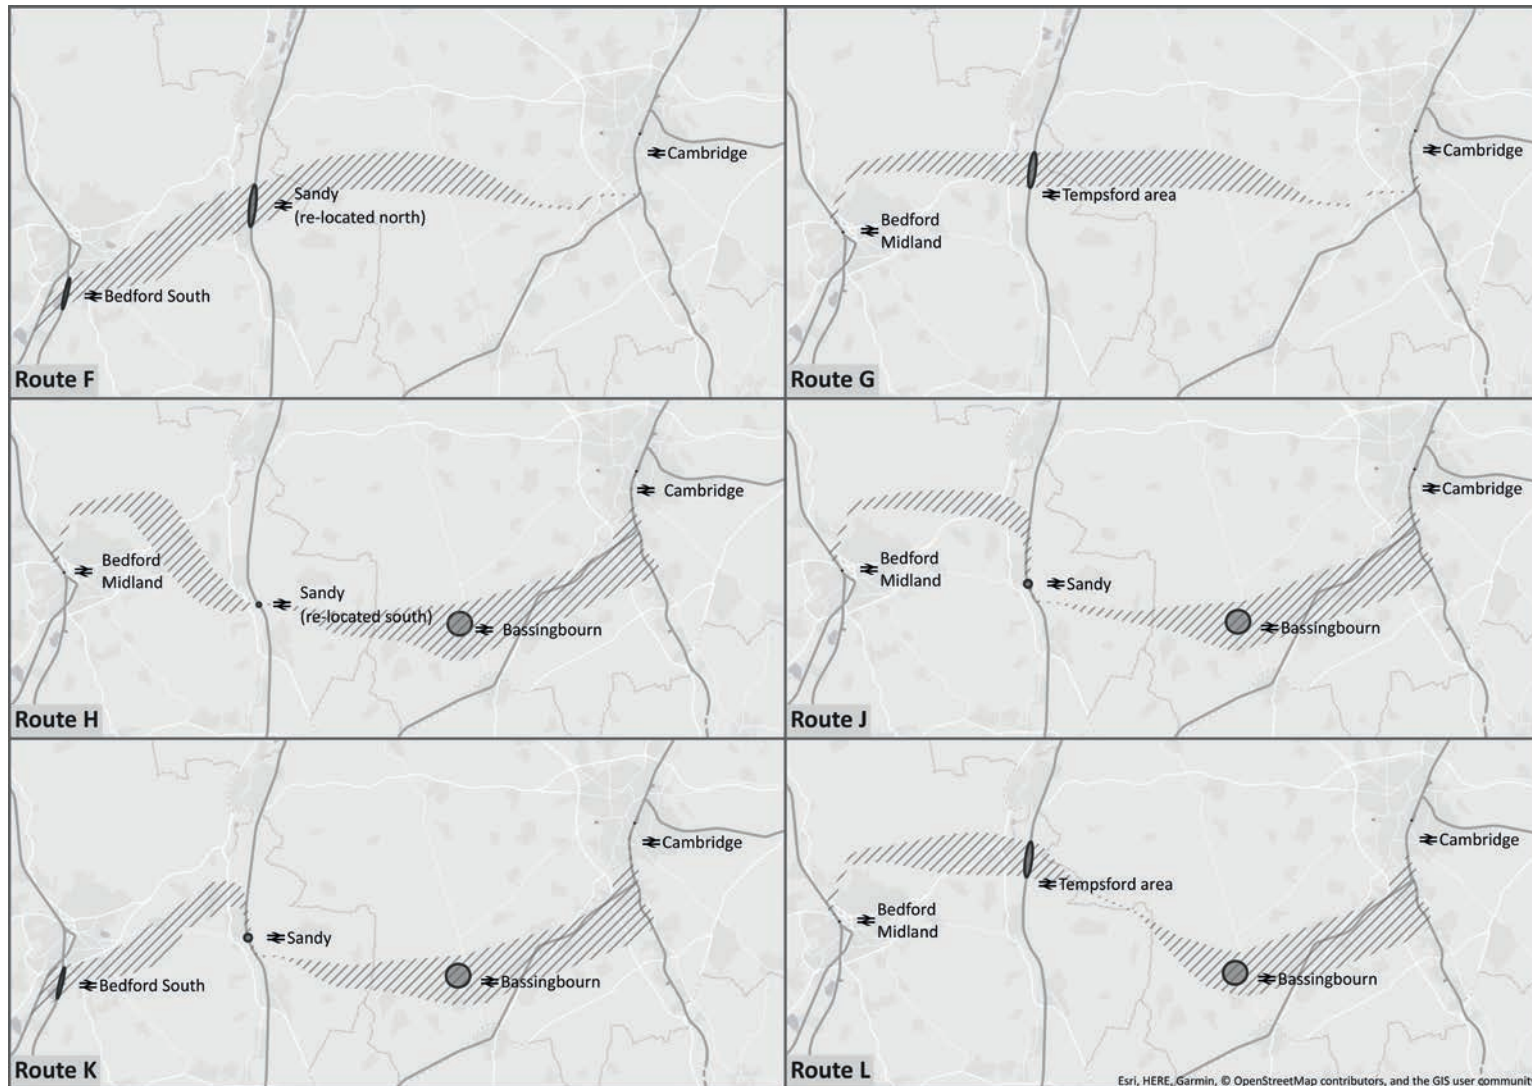 Cambridge
Sandy
(re-located north)
Bedford South
Route F
Cambridge
Tempsford area
Bedford
Midland
Route G
Cambridge
Bedford
Midland
Sandy
(re-located south)
Bassingbourn
Route H
Cambridge
Bedford
Midland
Sandy
Bassingbourn
Route J
Cambridge
Sandy
Bedford South
Bassingbourn
Route K
Cambridge
Tempsford area
Bedford
Midland
Bassingbourn
Route L
Esri, HERE, Garmin, © OpenStreetMap contributors, and the GIS user community